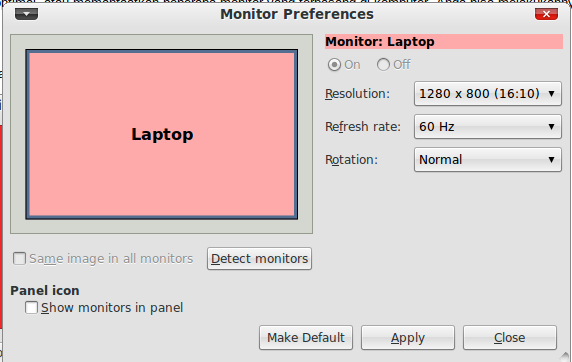 Monitor Preferences
Monitor: Laptop
On Off
Laptop
Resolution: 1280 x 800 (16:10)
Refresh rate: 60 Hz
Rotation: Normal
Same image in all monitors Detect monitors
Panel icon
Show monitors in panel
Make Default Apply Close